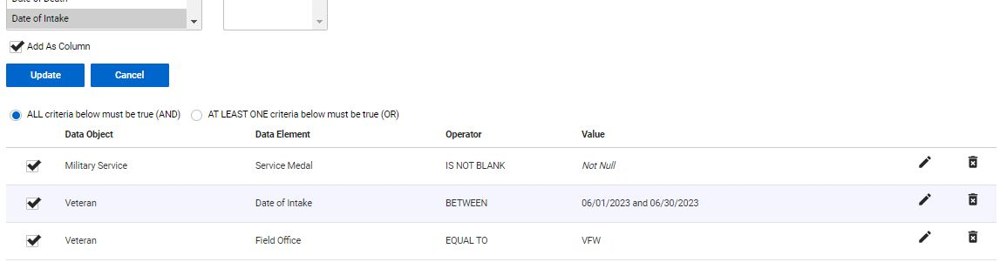 Date of Death
Date of Intake
Add As Column
Update Cancel
ALL criteria below must be true (AND) AT LEAST ONE criteria below must be true (OR)
Data Object Data Element Operator Value
Military Service Service Medal IS NOT BLANK Not Null
Veteran Date of Intake BETWEEN 06/01/2023 and 06/30/2023
Veteran Field Office EQUAL TO VFW